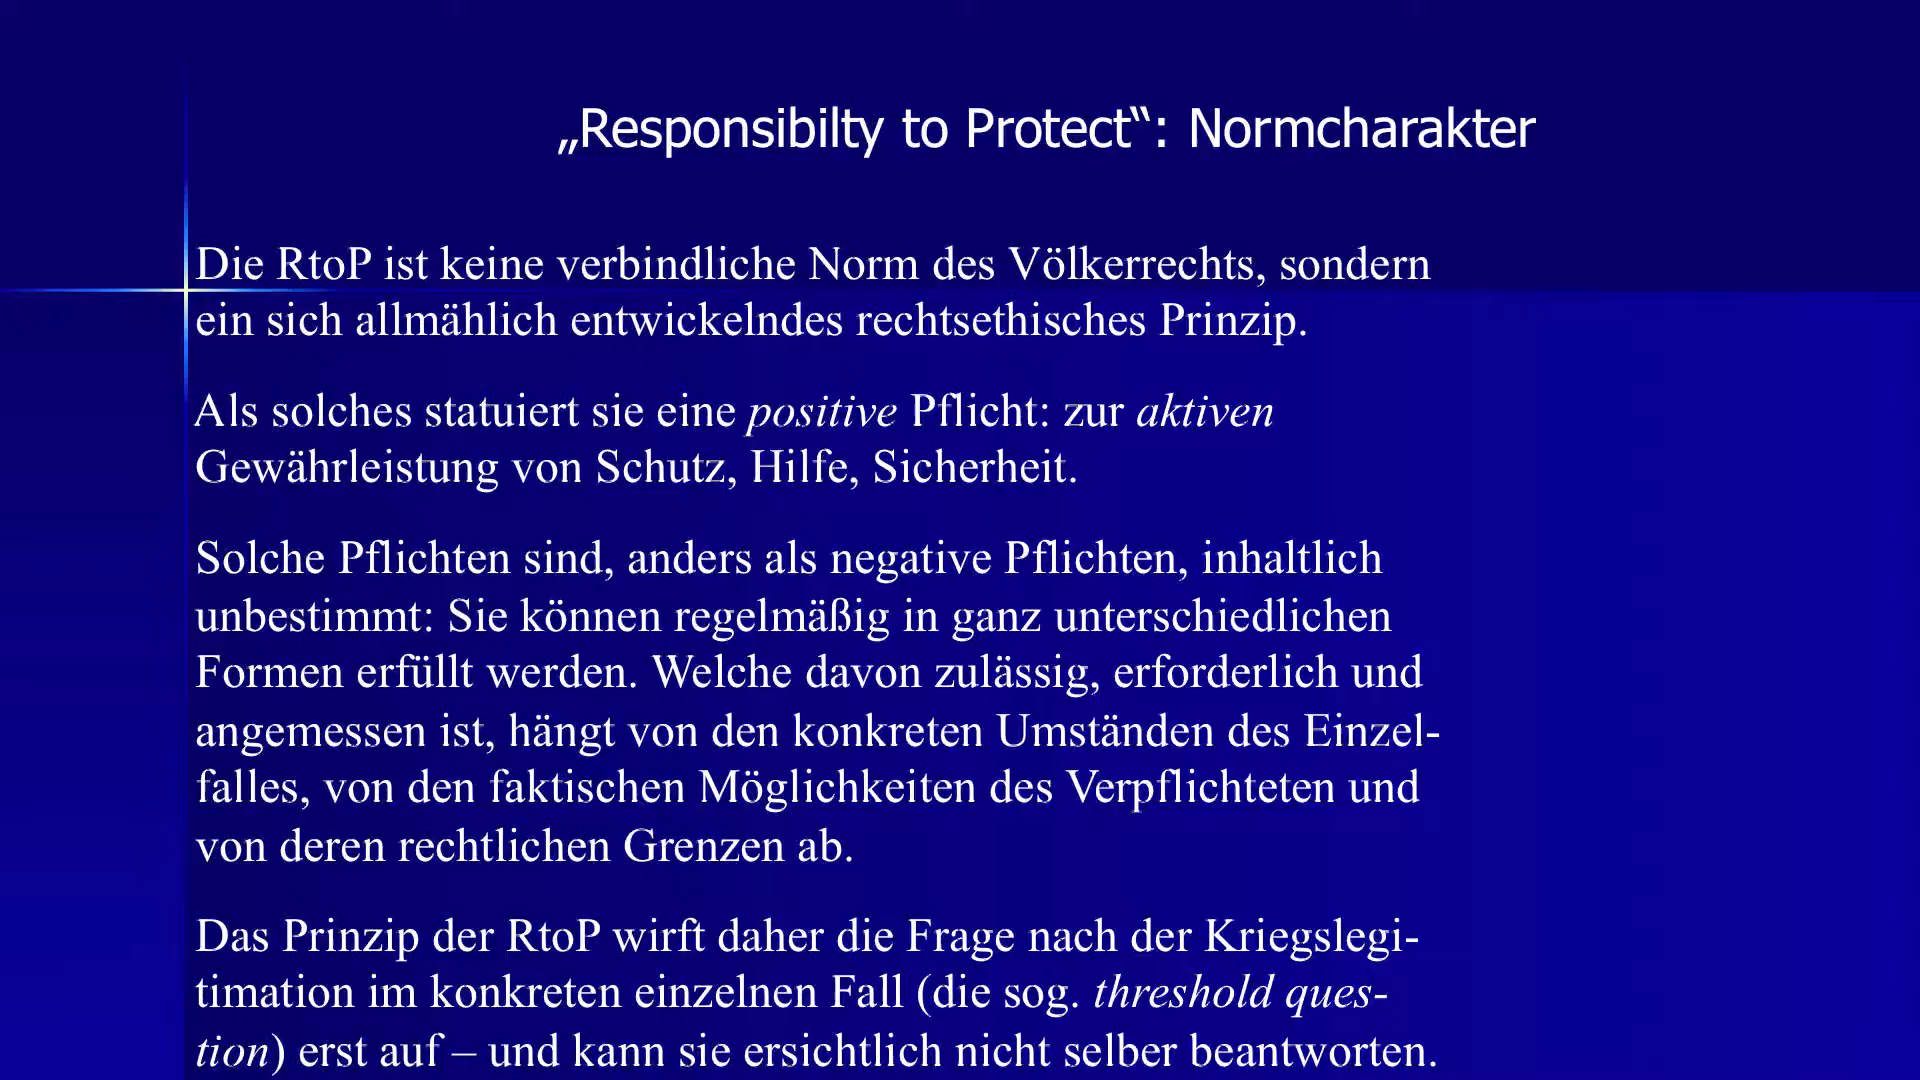 „Responsibilty to Protect“: Normcharakter
Die RtoP ist keine verbindliche Norm des Völkerrechts, sondern
ein sich allmählich entwickelndes rechtsethisches Prinzip.
Als solches statuiert sie eine positive Pflicht: zur aktiven
Gewährleistung von Schutz, Hilfe, Sicherheit.
Solche Pflichten sind, anders als negative Pflichten, inhaltlich
unbestimmt: Sie können regelmäßig in ganz unterschiedlichen
Formen erfüllt werden. Welche davon zulässig, erforderlich und
angemessen ist, hängt von den konkreten Umständen des Einzel-
falles, von den faktischen Möglichkeiten des Verpflichteten und
von deren rechtlichen Grenzen ab.
Das Prinzip der RtoP wirft daher die Frage nach der Kriegslegi-
timation im konkreten einzelnen Fall (die sog. threshold ques-
tion) erst auf – und kann sie ersichtlich nicht selber beantworten.